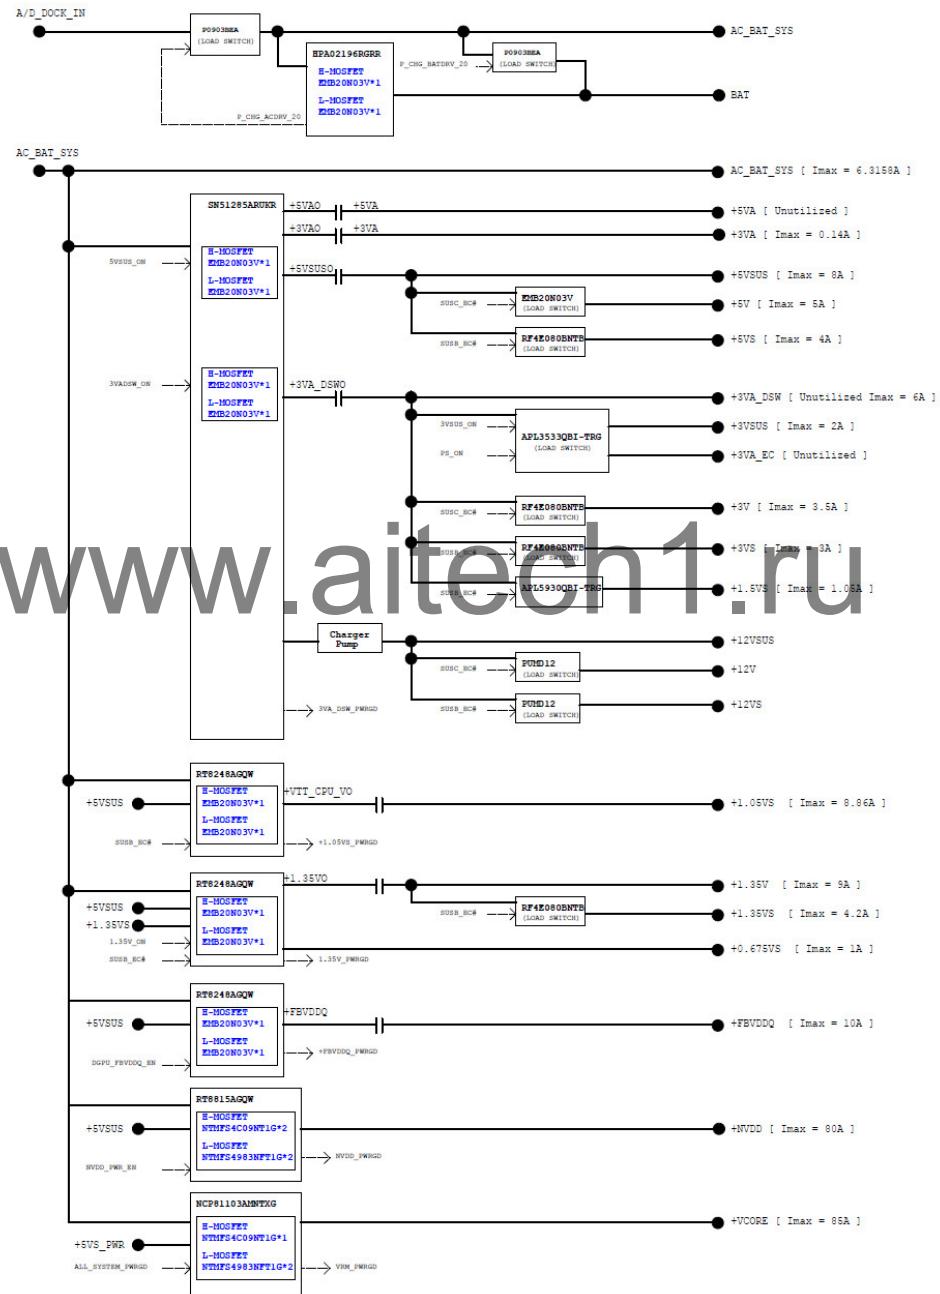 A/D_DOCK_IN
P0903BEA
(LOAD SWITCH)
AC_BAT_SYS
HPA02196RGRR
H-MOSFET
EMB20N03V*1
L-MOSFET
EMB20N03V*1
P_CHG_BATDRV_20
P0903BEA
(LOAD SWITCH)
BAT
P_CHG_ACDRV_20
AC_BAT_SYS
AC_BAT_SYS [ Imax = 6.3158A ]
SN51285ARUKR
+5VAO
+5VA
+5VA [ Unutilized ]
+3VAO
+3VA
+3VA [ Imax = 0.14A ]
5VSUS_ON
H-MOSFET
EMB20N03V*1
L-MOSFET
EMB20N03V*1
+5VSUSO
+5VSUS [ Imax = 8A ]
SUSC_EC#
EMB20N03V
(LOAD SWITCH)
+5V [ Imax = 5A ]
SUSB_EC#
RF4E080BNTB
(LOAD SWITCH)
+5VS [ Imax = 4A ]
3VADSW_ON
H-MOSFET
EMB20N03V*1
L-MOSFET
EMB20N03V*1
+3VA_DSWO
+3VA_DSW [ Unutilized Imax = 6A ]
3VSUS_ON
PS_ON
APL3533QBI-TRG
(LOAD SWITCH)
+3VSUS [ Imax = 2A ]
+3VA_EC [ Unutilized ]
SUSC_EC#
RF4E080BNTB
(LOAD SWITCH)
+3V [ Imax = 3.5A ]
SUSB_EC#
RF4E080BNTB
(LOAD SWITCH)
+3VS [ Imax = 3A ]
SUSB_EC#
APL5930QBI-TRG
+1.5VS [ Imax = 1.05A ]
www.aitech1.ru
Charger
Pump
+12VSUS
SUSC_EC#
PUMD12
(LOAD SWITCH)
+12V
SUSB_EC#
PUMD12
(LOAD SWITCH)
+12VS
3VA_DSW_PWRGD
RT8248AGQW
+5VSUS
SUSB_EC#
H-MOSFET
EMB20N03V*1
L-MOSFET
EMB20N03V*1
+VTT_CPU_VO
+1.05VS [ Imax = 8.86A ]
+1.05VS_PWRGD
RT8248AGQW
+5VSUS
+1.35VS
1.35V_ON
SUSB_EC#
H-MOSFET
EMB20N03V*1
L-MOSFET
EMB20N03V*1
+1.35VO
+1.35V [ Imax = 9A ]
SUSB_EC#
RF4E080BNTB
(LOAD SWITCH)
+1.35VS [ Imax = 4.2A ]
+0.675VS [ Imax = 1A ]
1.35V_PWRGD
RT8248AGQW
+5VSUS
DGPU_FBVDDQ_EN
H-MOSFET
EMB20N03V*1
L-MOSFET
EMB20N03V*1
+FBVDDQ
+FBVDDQ [ Imax = 10A ]
+FBVDDQ_PWRGD
RT8815AGQW
+5VSUS
NVDD_PWR_EN
H-MOSFET
NTMFS4C09NT1G*2
L-MOSFET
NTMFS4983NFT1G*2
+NVDD [ Imax = 80A ]
NVDD_PWRGD
NCP81103AMNTXG
+5VS_PWR
ALL_SYSTEM_PWRGD
H-MOSFET
NTMFS4C09NT1G*1
L-MOSFET
NTMFS4983NFT1G*2
+VCORE [ Imax = 85A ]
VRM_PWRGD